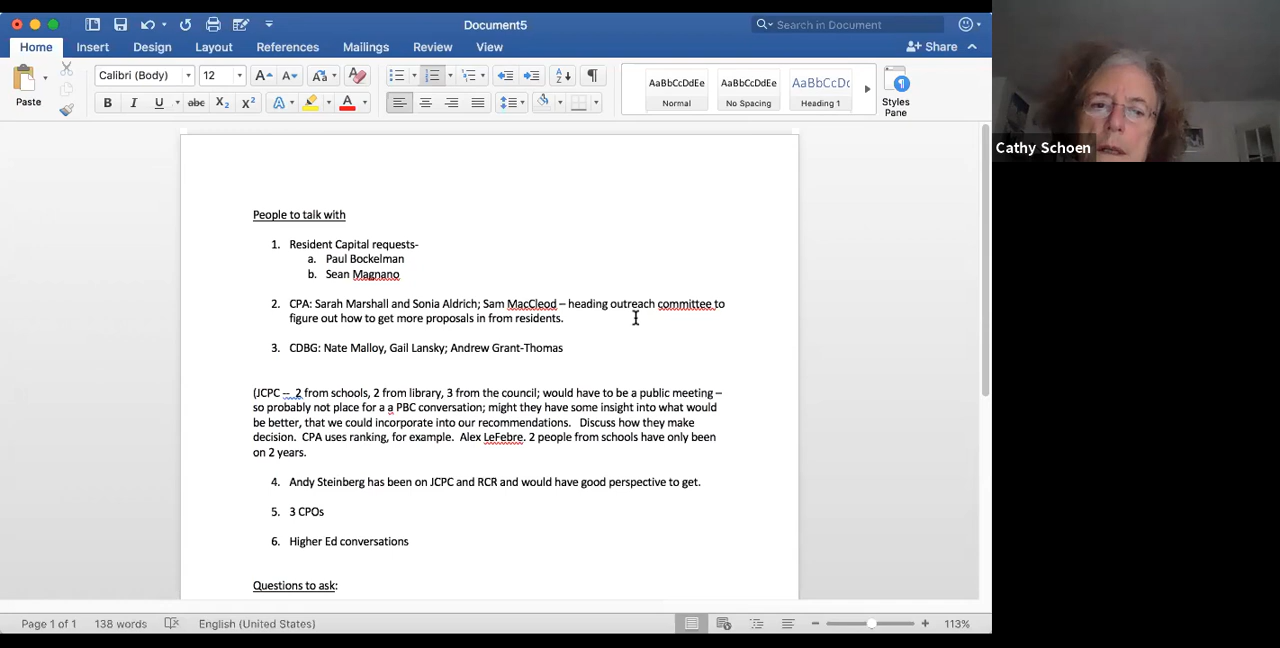 Document5
Search in Document
Home Insert Design Layout References Mailings Review View
Share
Paste
Calibri (Body) 12
AaBbCcDdEe AaBbCcDdEe AaBbCcDc
Normal No Spacing Heading 1
Styles Pane
Cathy Schoen
People to talk with
1. Resident Capital requests-
a. Paul Bockelman
b. Sean Magnano
2. CPA: Sarah Marshall and Sonia Aldrich; Sam MacCleod – heading outreach committee to
figure out how to get more proposals in from residents.
3. CDBG: Nate Malloy, Gail Lansky; Andrew Grant-Thomas
(JCPC – 2 from schools, 2 from library, 3 from the council; would have to be a public meeting –
so probably not place for a a PBC conversation; might they have some insight into what would
be better, that we could incorporate into our recommendations. Discuss how they make
decision. CPA uses ranking, for example. Alex LeFebre. 2 people from schools have only been
on 2 years.
4. Andy Steinberg has been on JCPC and RCR and would have good perspective to get.
5. 3 CPOs
6. Higher Ed conversations
Questions to ask:
Page 1 of 1 138 words English (United States) 113%